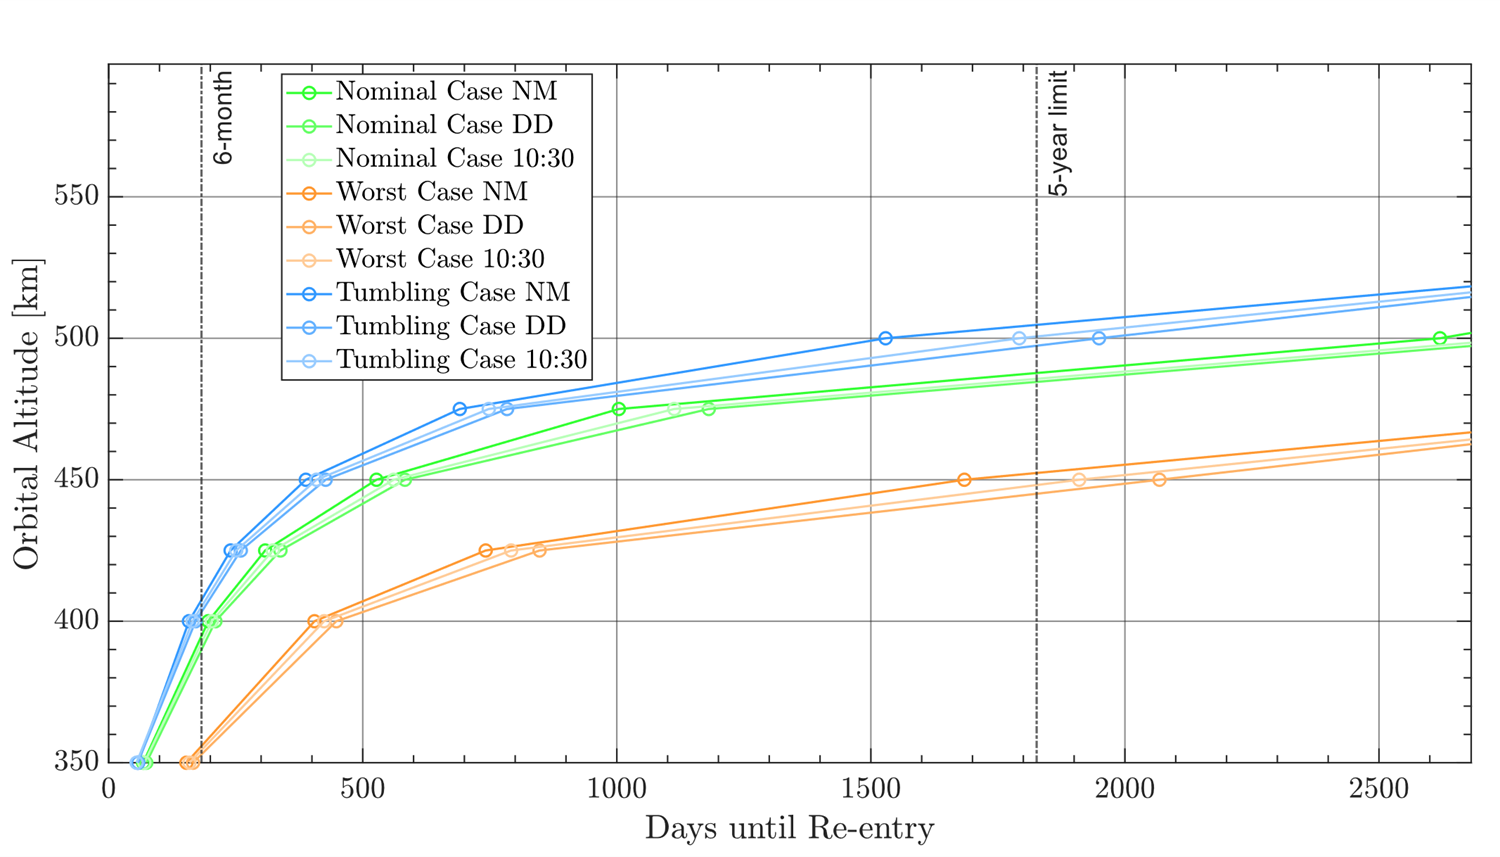 6-month
5-year limit
Nominal Case NM
Nominal Case DD
Nominal Case 10:30
Worst Case NM
Worst Case DD
Worst Case 10:30
Tumbling Case NM
Tumbling Case DD
Tumbling Case 10:30
Orbital Altitude [km]
550
500
450
400
350
0 500 1000 1500 2000 2500
Days until Re-entry